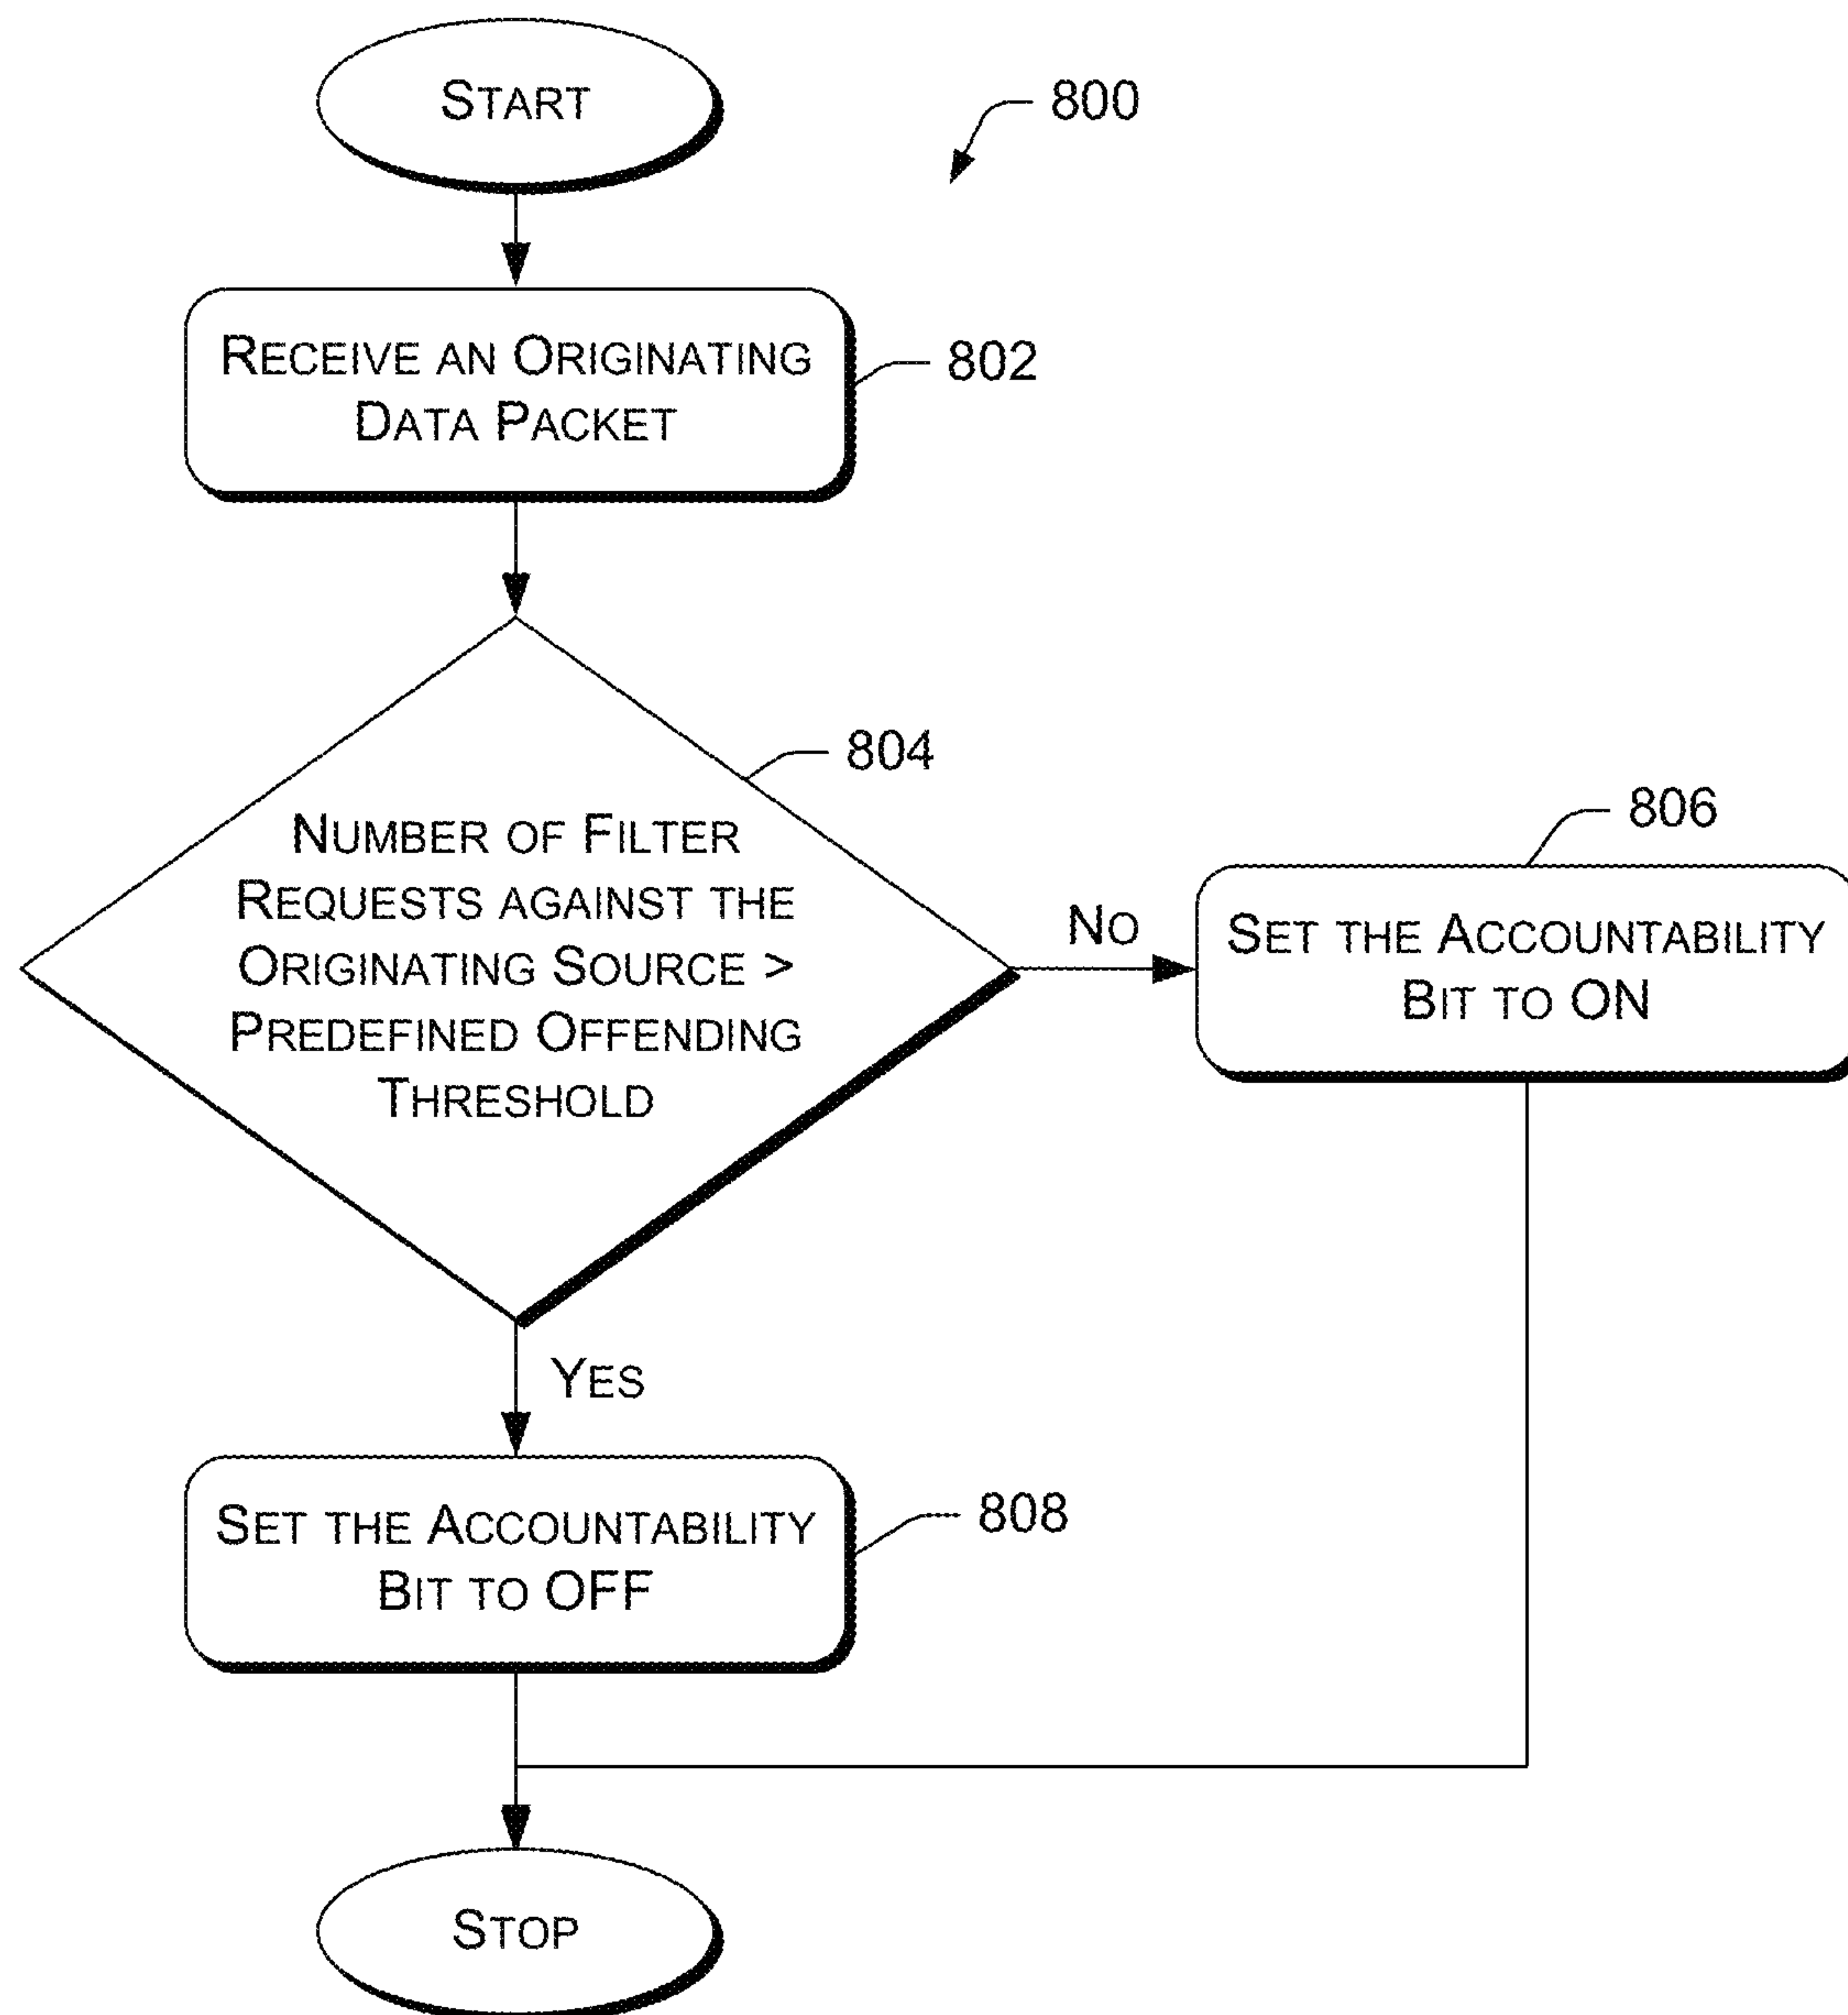 START
800
RECEIVE AN ORIGINATING
DATA PACKET
802
804
NUMBER OF FILTER
REQUESTS AGAINST THE
ORIGINATING SOURCE >
PREDEFINED OFFENDING
THRESHOLD
806
NO
SET THE ACCOUNTABILITY
BIT TO ON
YES
SET THE ACCOUNTABILITY
BIT TO OFF
808
STOP